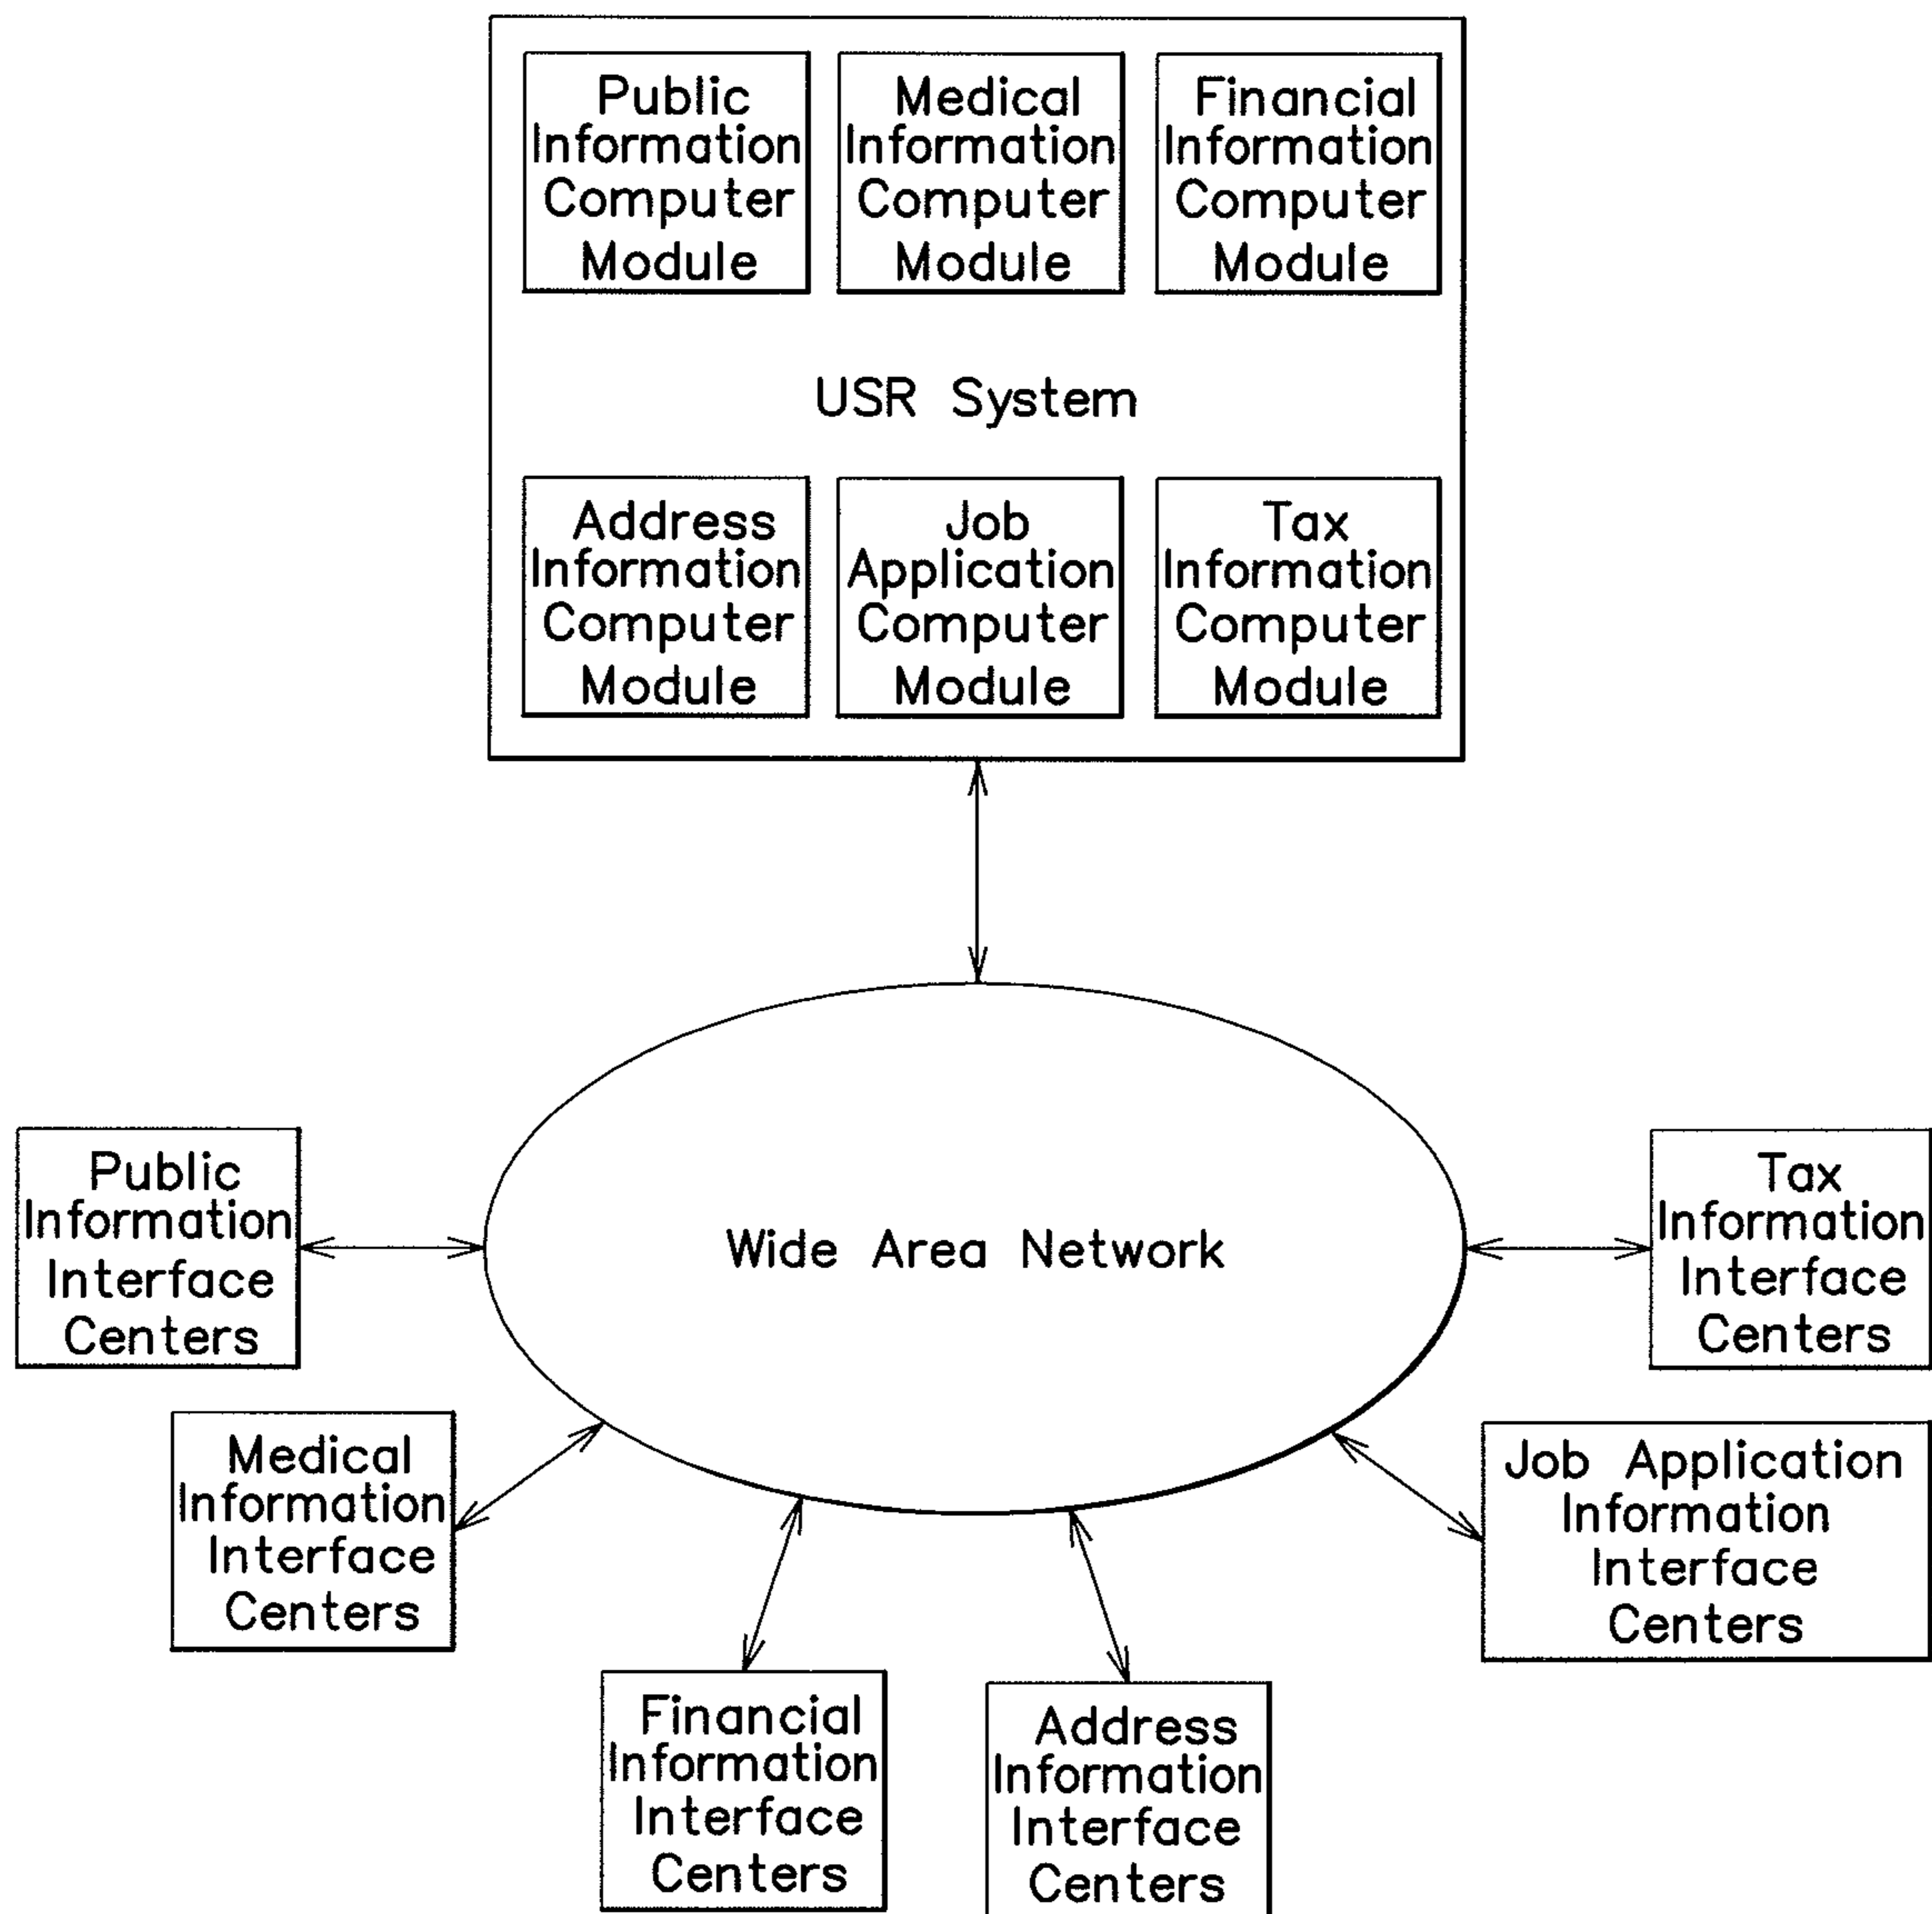 Public
Information
Computer
Module
Medical
Information
Computer
Module
Financial
Information
Computer
Module
USR System
Address
Information
Computer
Module
Job
Application
Computer
Module
Tax
Information
Computer
Module
Wide Area Network
Public
Information
Interface
Centers
Medical
Information
Interface
Centers
Financial
Information
Interface
Centers
Address
Information
Interface
Centers
Job Application
Information
Interface
Centers
Tax
Information
Interface
Centers